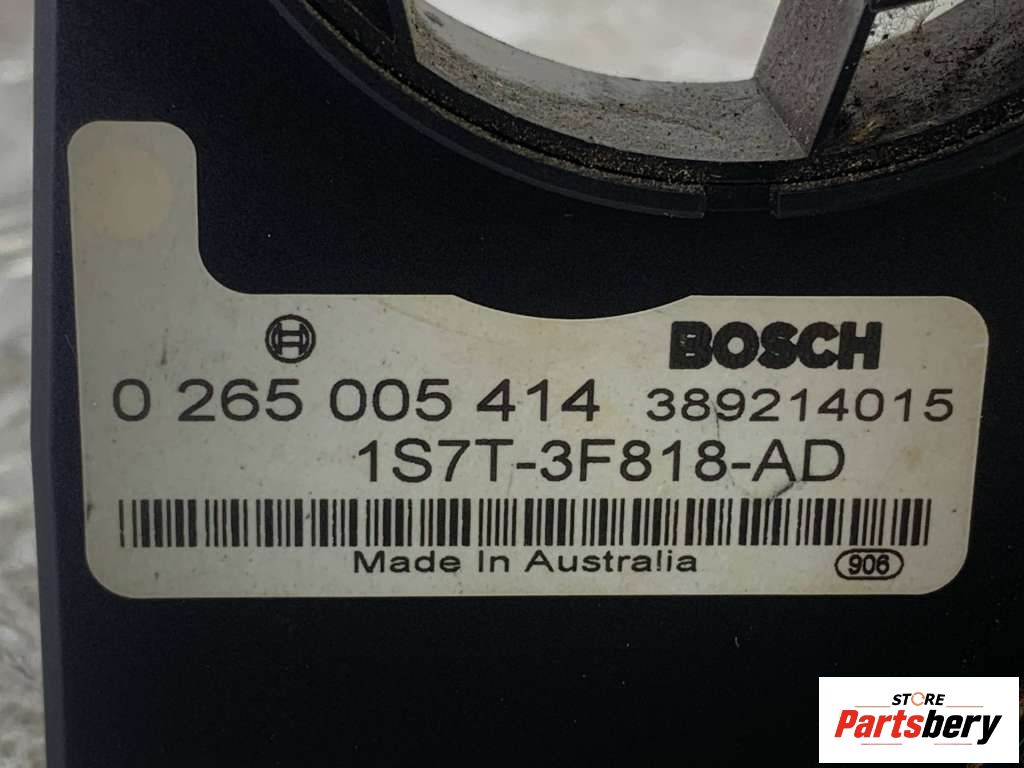 BOSCH
0 265 005 414 389214015
1S7T-3F818-AD
Made In Australia 906
STORE
Partsbery